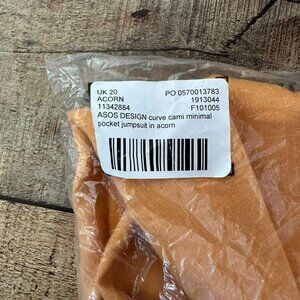 UK 20 PO 0570013783
ACORN 1913044
11342884 F101005
ASOS DESIGN curve cami minimal
pocket jumpsuit in acorn